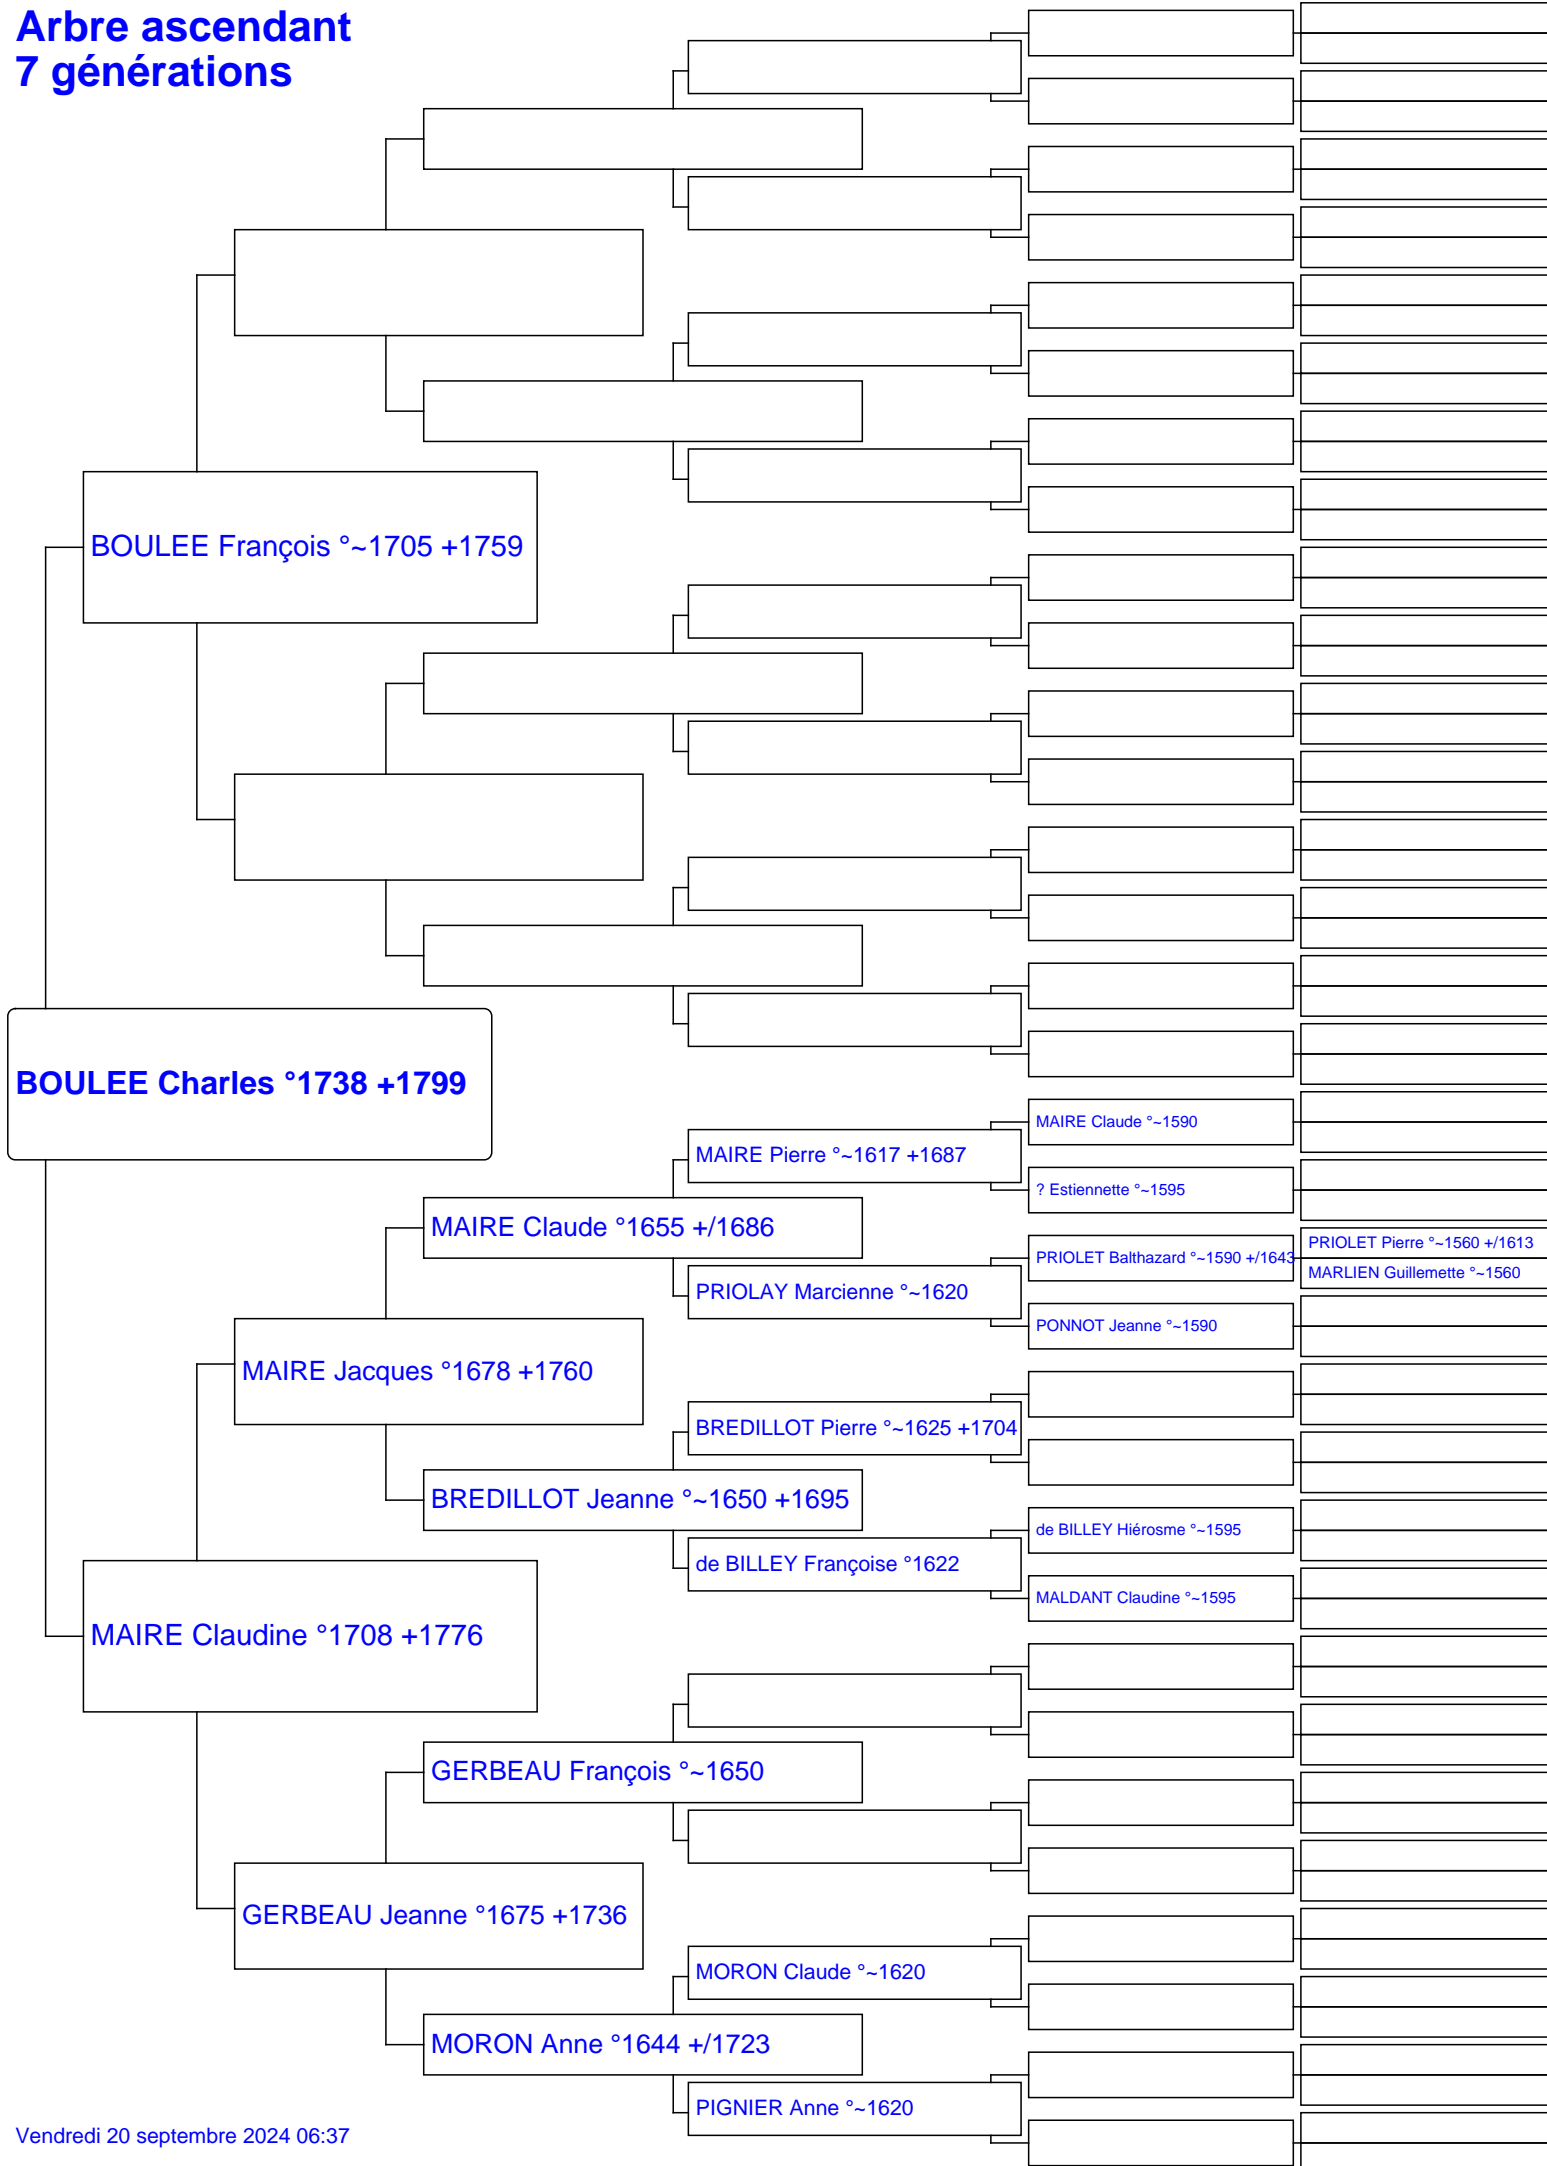 Arbre ascendant
7 générations
BOULEE François °~1705 +1759
BOULEE Charles °1738 +1799
MAIRE Claude °~1590
MAIRE Pierre °~1617 +1687
? Estiennette °~1595
MAIRE Claude °1655 +/1686
PRIOLET Pierre °~1560 +/1613
PRIOLET Balthazard °~1590 +/1643
MARLIEN Guillemette °~1560
PRIOLAY Marcienne °~1620
PONNOT Jeanne °~1590
MAIRE Jacques °1678 +1760
BREDILLOT Pierre °~1625 +1704
BREDILLOT Jeanne °~1650 +1695
de BILLEY Hiérosme °~1595
de BILLEY Françoise °1622
MALDANT Claudine °~1595
MAIRE Claudine °1708 +1776
GERBEAU François °~1650
GERBEAU Jeanne °1675 +1736
MORON Claude °~1620
MORON Anne °1644 +/1723
PIGNIER Anne °~1620
Vendredi 20 septembre 2024 06:37